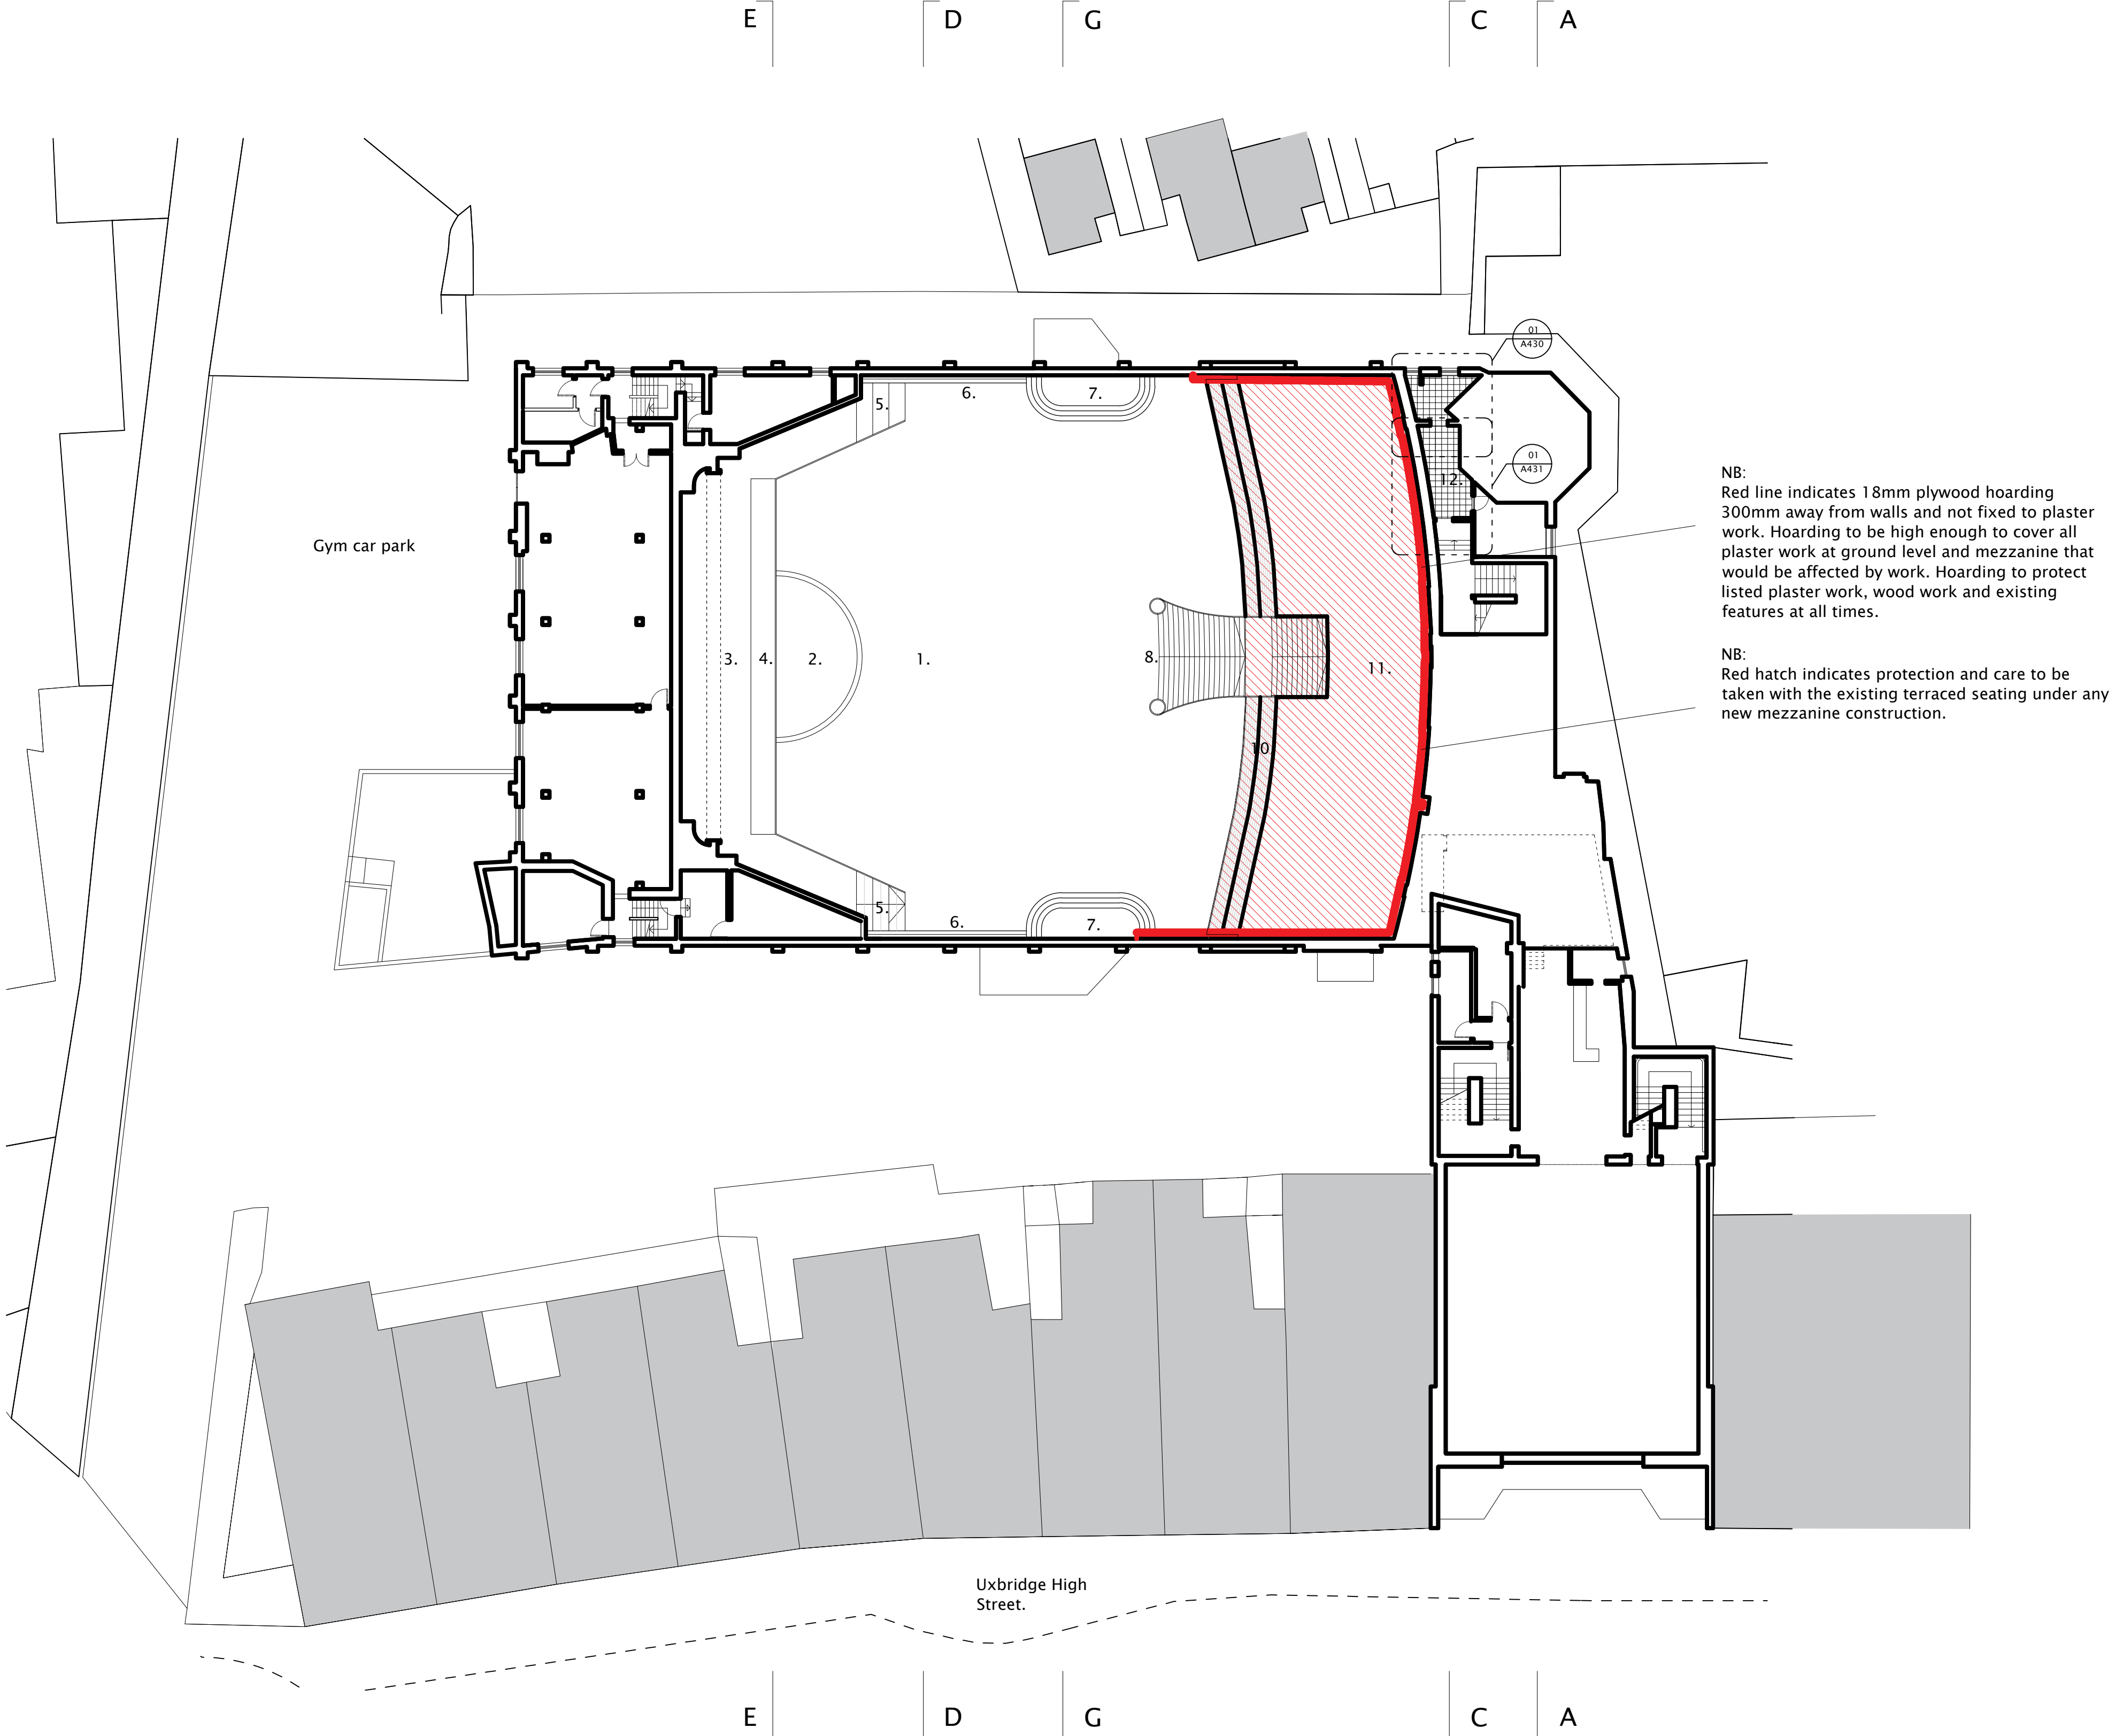 E
D
G
C
A
01
A430
5.
6.
7.
01
A431
12.
NB:
Red line indicates 18mm plywood hoarding
300mm away from walls and not fixed to plaster
work. Hoarding to be high enough to cover all
plaster work at ground level and mezzanine that
would be affected by work. Hoarding to protect
listed plaster work, wood work and existing
features at all times.
Gym car park
NB:
Red hatch indicates protection and care to be
taken with the existing terraced seating under any
new mezzanine construction.
3.
4.
2.
1.
8.
11.
10.
5.
6.
7.
Uxbridge High
Street.
E
D
G
C
A